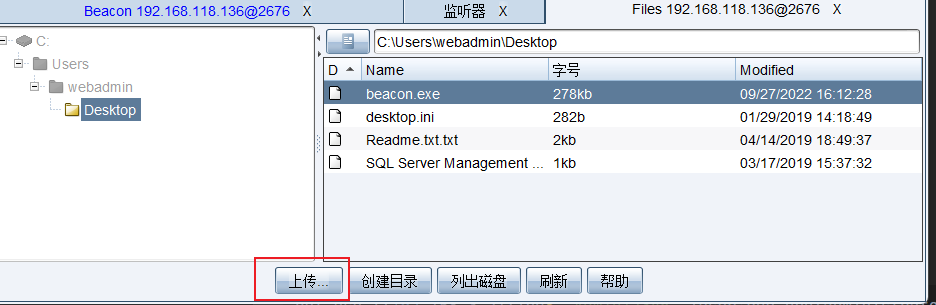 Beacon 192.168.118.136@2676 X 监听器 X Files 192.168.118.136@2676 X
C:
Users
webadmin
Desktop
C:\Users\webadmin\Desktop
D Name 字号 Modified
beacon.exe 278kb 09/27/2022 16:12:28
desktop.ini 282b 01/29/2019 14:18:49
Readme.txt.txt 2kb 04/14/2019 18:49:37
SQL Server Management ... 1kb 03/17/2019 15:37:32
上传... 创建目录 列出磁盘 刷新 帮助